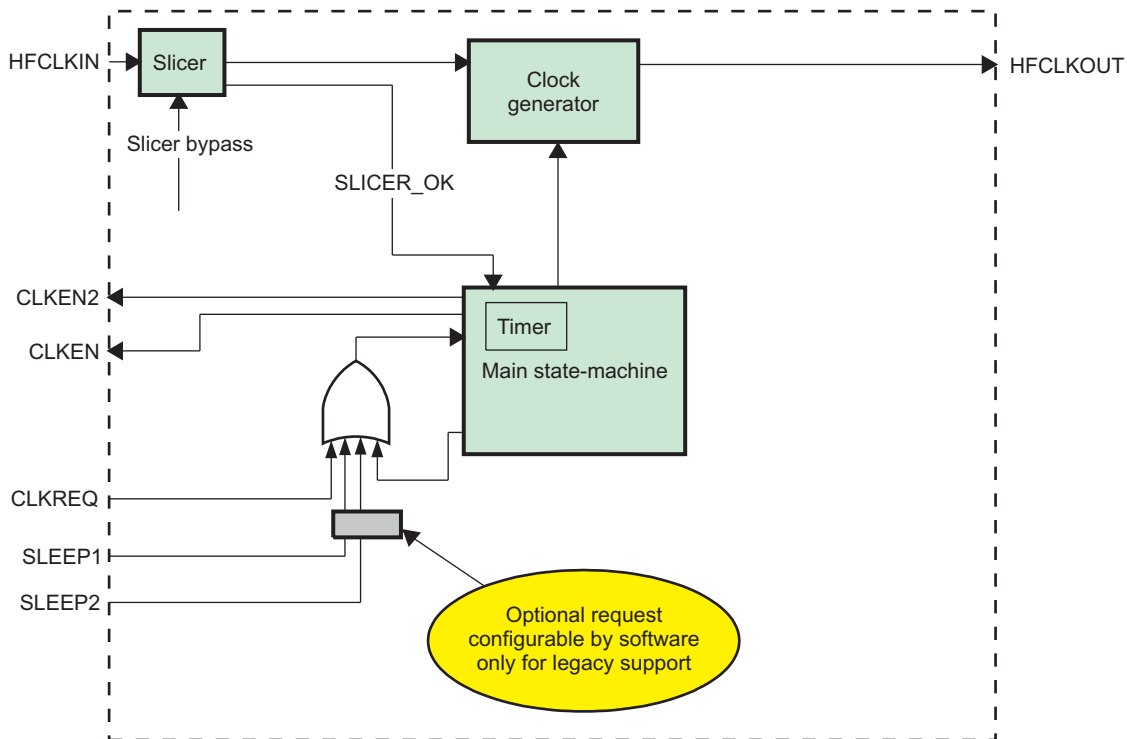 HFCLKIN
Slicer
Clock
generator
HFCLKOUT
Slicer bypass
SLICER_OK
CLKEN2
Timer
CLKEN
Main state-machine
CLKREQ
SLEEP1
SLEEP2
Optional request
configurable by software
only for legacy support